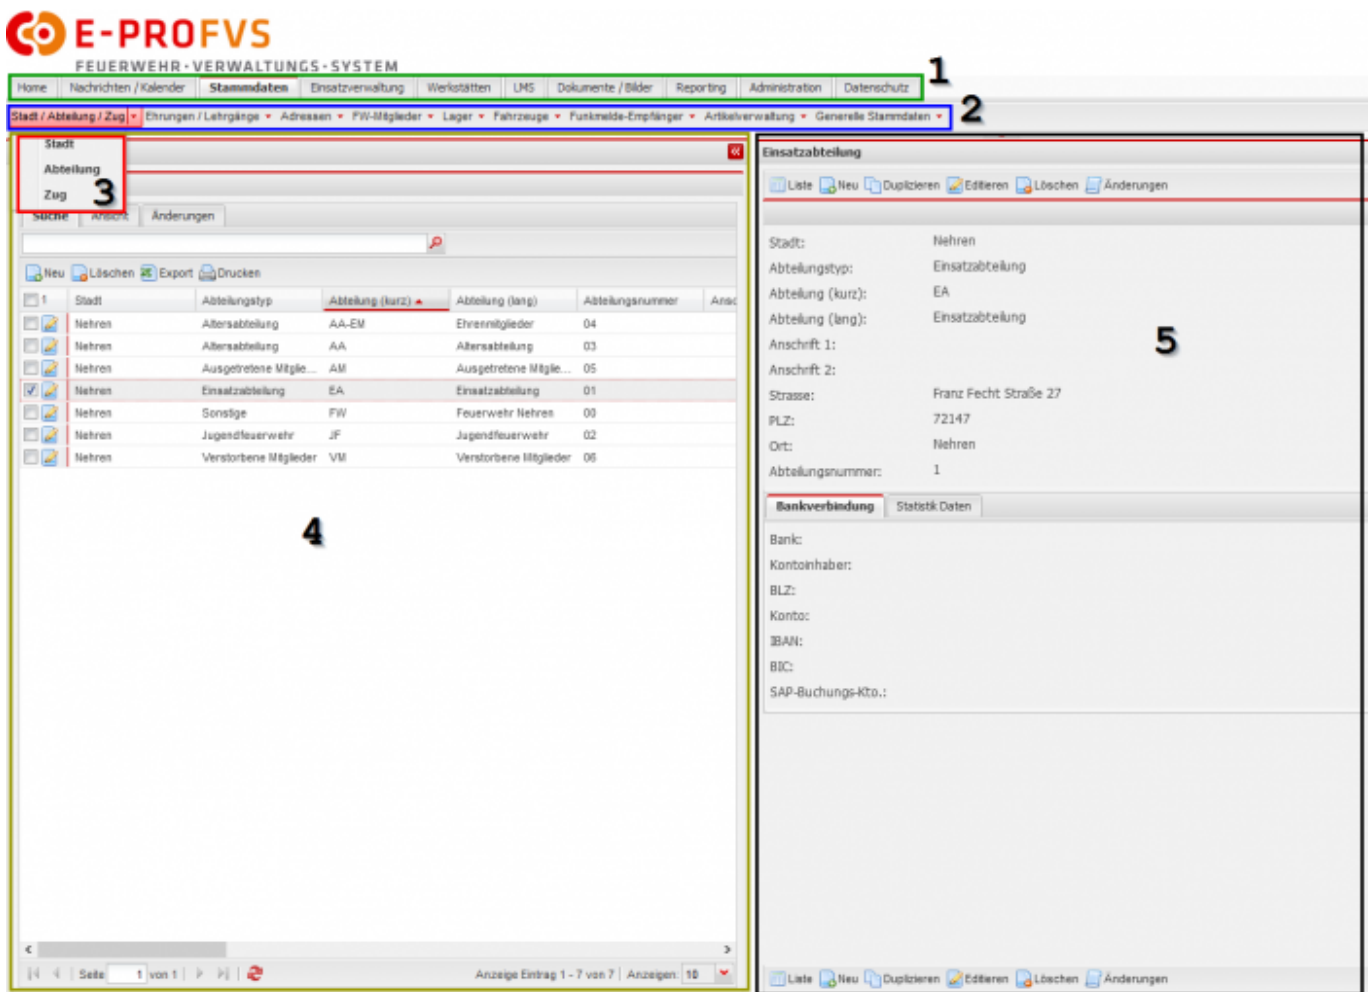 E-PROFVS
FEUERWEHR·VERWALTUNGS·SYSTEM
Home Nachrichten / Kalender Stammdaten Einsatzverwaltung Werkstätten LMS Dokumente / Bilder Reporting Administration Datenschutz 1
Stadt / Abteilung / Zug Ehrungen / Lehrgänge Adressen FW-Mitglieder Lager Fahrzeuge Funkmelde-Empfänger Artikelverwaltung Generelle Stammdaten 2
Stadt
Abteilung
Zug 3
Suche Ansicht Änderungen
Neu Löschen Export Drucken
1 Stadt Abteilungstyp Abteilung (kurz) Abteilung (lang) Abteilungsnummer Ansc
Nehren Altersabteilung AA-EM Ehrenmitglieder 04
Nehren Altersabteilung AA Altersabteilung 03
Nehren Ausgetretene Mitglie... AM Ausgetretene Mitglie... 05
Nehren Einsatzabteilung EA Einsatzabteilung 01
Nehren Sonstige FW Feuerwehr Nehren 00
Nehren Jugendfeuerwehr JF Jugendfeuerwehr 02
Nehren Verstorbene Mitglieder VM Verstorbene Mitglieder 06
4
Seite 1 von 1 Anzeige Eintrag 1 - 7 von 7 Anzeigen: 10
Einsatzabteilung
Liste Neu Duplizieren Editieren Löschen Änderungen
Stadt: Nehren
Abteilungstyp: Einsatzabteilung
Abteilung (kurz): EA
Abteilung (lang): Einsatzabteilung
Anschrift 1:
5
Anschrift 2:
Strasse: Franz Fecht Straße 27
PLZ: 72147
Ort: Nehren
Abteilungsnummer: 1
Bankverbindung Statistik Daten
Bank:
Kontoinhaber:
BLZ:
Konto:
IBAN:
BIC:
SAP-Buchungs-Kto.:
Liste Neu Duplizieren Editieren Löschen Änderungen